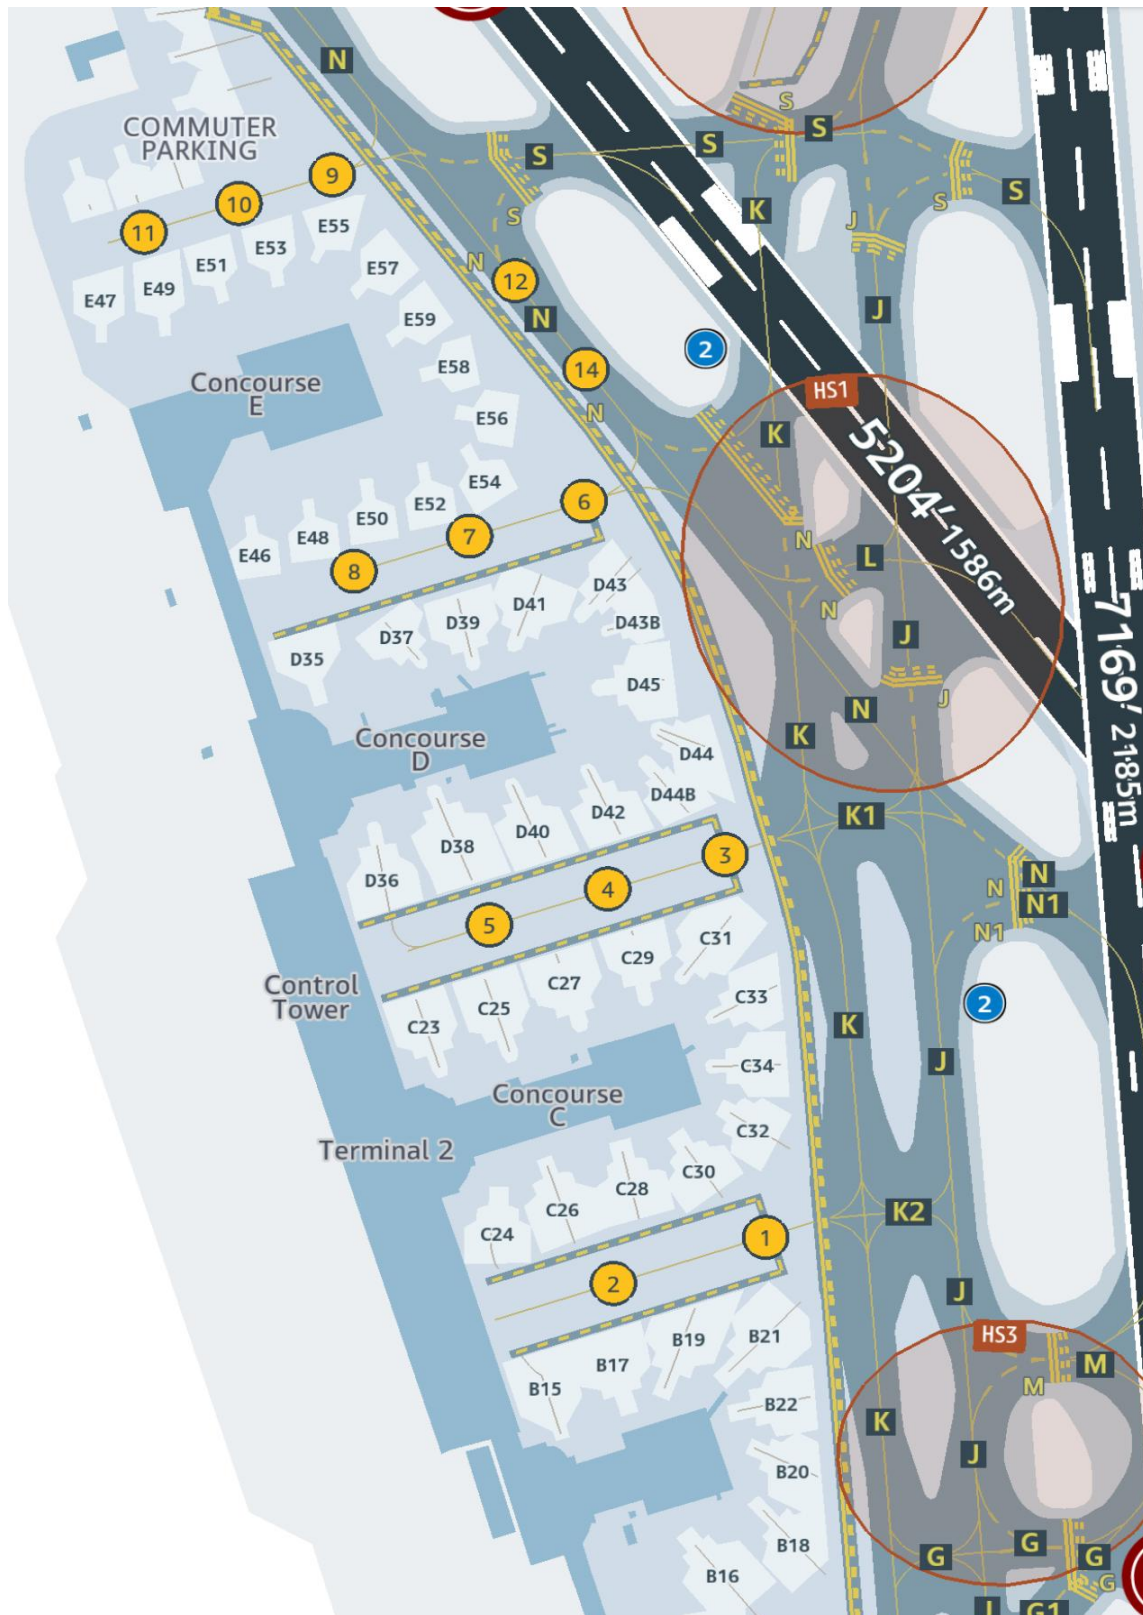 N
COMMUTER
PARKING
S
S
S
S
S
9
10
11
K
S
S
J
E55
E53
E51
E49
E47
E57
N
12
N
J
E59
2
14
E58
Concourse
E
HS1
N
E56
K
5204' 1586m
E54
6
E52
E50
7
E48
E46
8
N
L
D43
D41
D43B
N
J
D39
D37
D35
D45
J
N
K
Concourse
D
D44
D44B
7169' 2185m
D42
D40
D38
D36
K1
3
4
5
N
N
N1
N1
C31
C29
C27
C25
C23
C33
2
Control
Tower
K
J
C34
Concourse
C
C32
Terminal 2
C30
C28
C26
C24
K2
1
2
J
HS3
B21
B19
B17
B15
M
M
B22
K
J
B20
B18
B16
G
G
G
G
J
G1